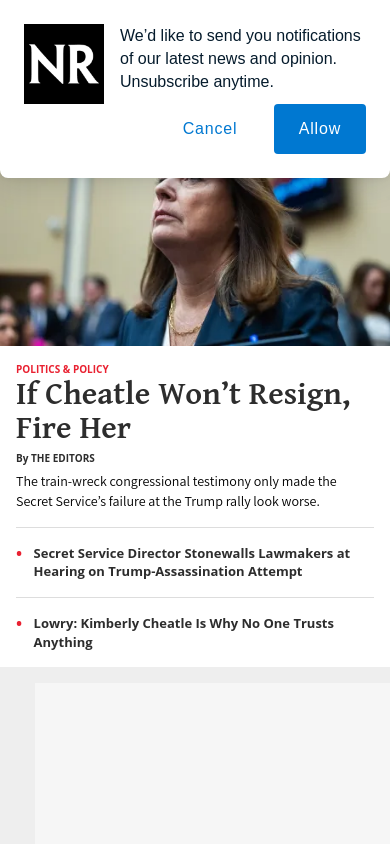 NR
We’d like to send you notifications
of our latest news and opinion.
Unsubscribe anytime.
Cancel
Allow
POLITICS & POLICY
If Cheatle Won’t Resign,
Fire Her
By THE EDITORS
The train-wreck congressional testimony only made the
Secret Service’s failure at the Trump rally look worse.
Secret Service Director Stonewalls Lawmakers at
Hearing on Trump-Assassination Attempt
Lowry: Kimberly Cheatle Is Why No One Trusts
Anything